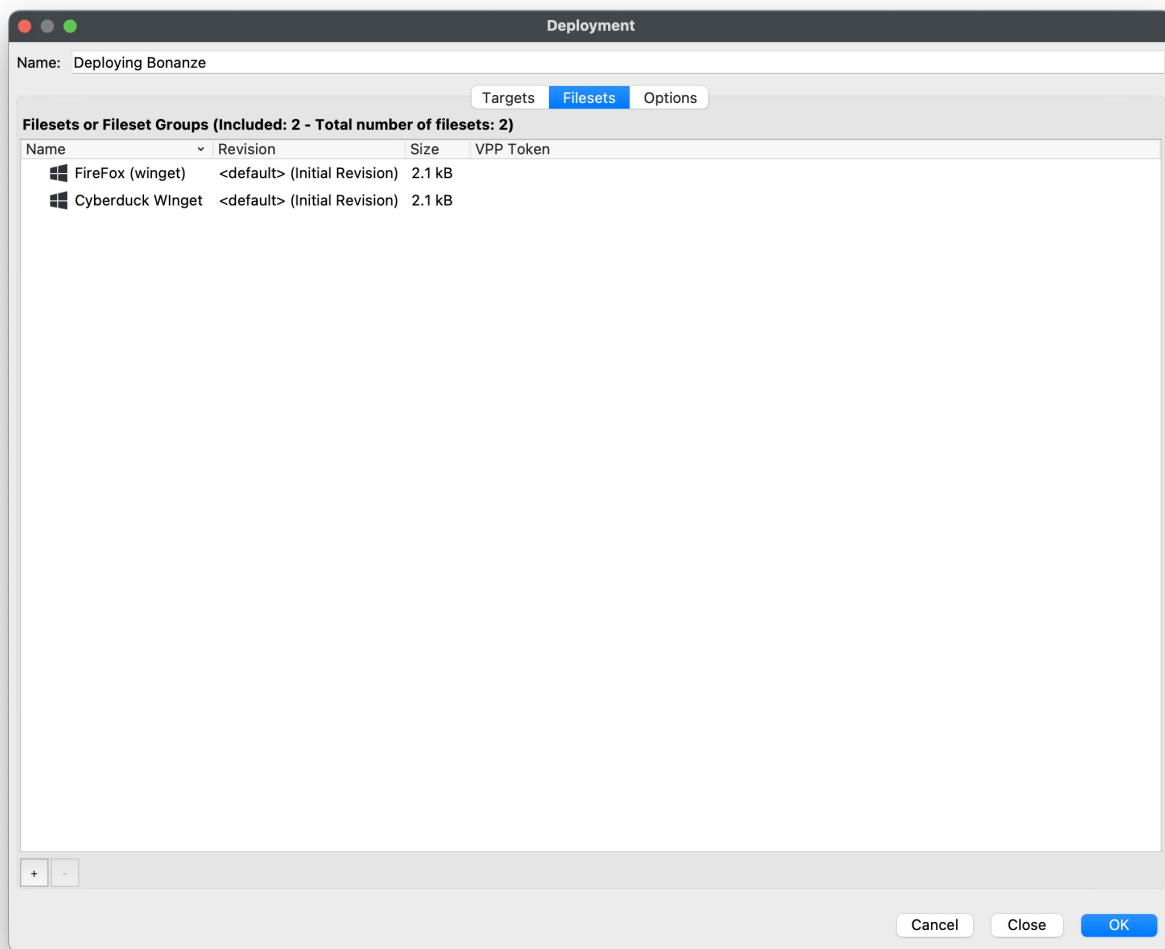 Deployment
Name: Deploying Bonanze
Targets Filesets Options
Filesets or Fileset Groups (Included: 2 - Total number of filesets: 2)
Name Revision Size VPP Token
FireFox (winget) <default> (Initial Revision) 2.1 kB
Cyberduck WInget <default> (Initial Revision) 2.1 kB
+ -
Cancel Close OK